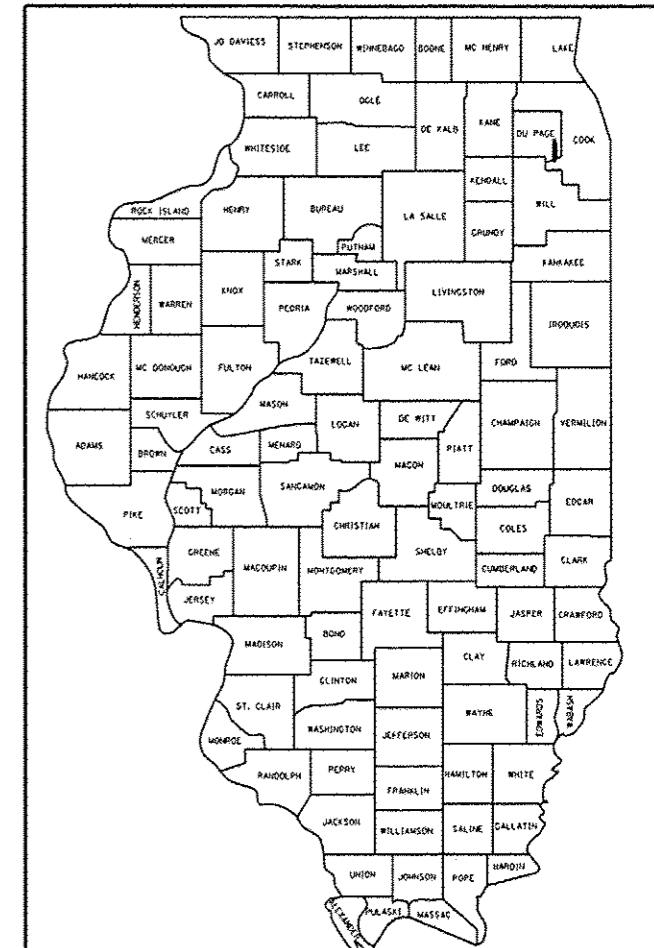 JO DAVIESS
STEPHENSON
WINNEBAGO
BOONE
MC HENRY
LAKE
CARROLL
OGLE
DE KALB
KANE
DU PAGE
COOK
WHITESIDE
LEE
KENDALL
WILL
ROCK ISLAND
HENRY
BUREAU
LA SALLE
GRUNDY
MERCER
PUTNAM
STARK
MARSHALL
KANKAKEE
HENDERSON
WARREN
KNOX
PEORIA
WOODFORD
LIVINGSTON
IROQUOIS
HANCOCK
MC DONOUGH
FULTON
TAZEWELL
MC LEAN
FORD
SCHUYLER
MASON
LOGAN
DE WITT
CHAMPAIGN
VERMILION
ADAMS
BROWN
CASS
MENARD
PIATT
MACON
PIKE
SCOTT
MORGAN
SANGAMON
CHRISTIAN
MOULTRIE
DOUGLAS
EDGAR
COLES
CALHOUN
GREENE
MACOUPIN
MONTGOMERY
SHELBY
CUMBERLAND
CLARK
JERSEY
FAYETTE
EFFINGHAM
JASPER
CRAWFORD
MADISON
BOND
CLAY
RICHLAND
LAWRENCE
CLINTON
MARION
ST. CLAIR
WAYNE
EDWARDS
WABASH
MONROE
WASHINGTON
JEFFERSON
RANDOLPH
PERRY
HAMILTON
WHITE
FRANKLIN
JACKSON
WILLIAMSON
SALINE
GALLATIN
UNION
JOHNSON
POPE
HARDIN
ALEXANDER
PULASKI
MASSAC